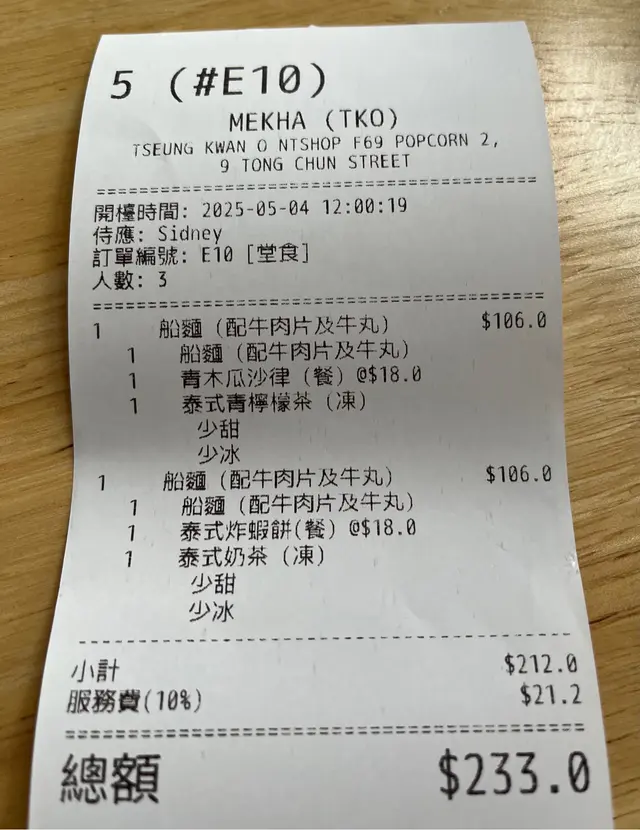 5 (#E10)
MEKHA (TKO)
TSEUNG KWAN O NTSHOP F69 POPCORN 2,
9 TONG CHUN STREET
開檯時間: 2025-05-04 12:00:19
侍應: Sidney
訂單編號: E10 [堂食]
人數: 3
1 船麵 (配牛肉片及牛丸) $106.0
1 船麵 (配牛肉片及牛丸)
1 青木瓜沙律 (餐) @$18.0
1 泰式青檸檬茶 (凍)
少甜
少冰
1 船麵 (配牛肉片及牛丸) $106.0
1 船麵 (配牛肉片及牛丸)
1 泰式炸蝦餅(餐) @$18.0
1 泰式奶茶 (凍)
少甜
少冰
小計 $212.0
服務費(10%) $21.2
總額 $233.0